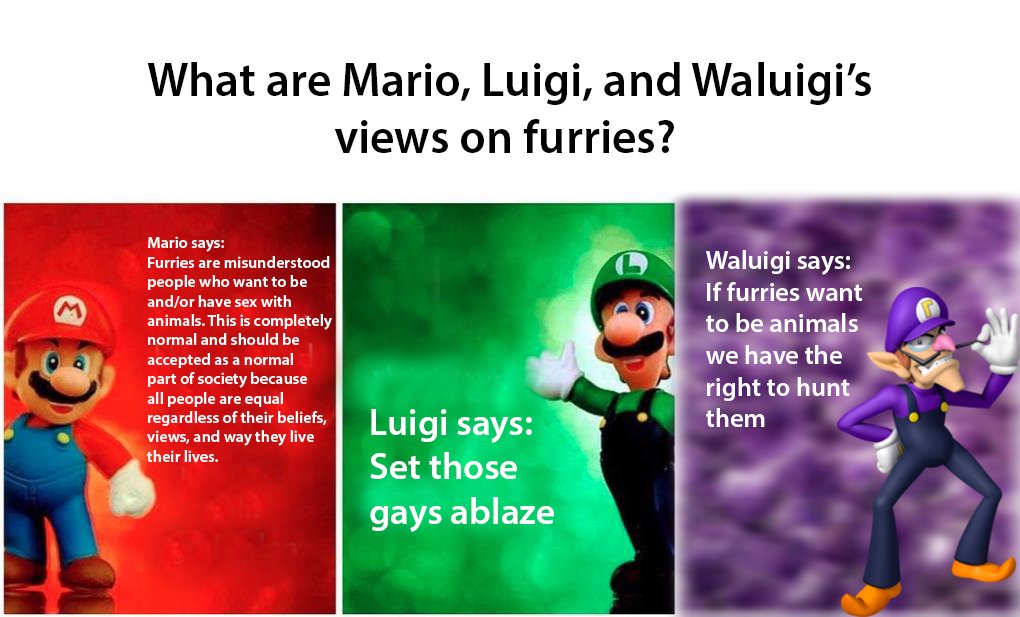 What are Mario, Luigi, and Waluigi’s
views on furries?
Mario says:
Furries are misunderstood
people who want to be
and/or have sex with
animals. This is completely
normal and should be
accepted as a normal
part of society because
all people are equal
regardless of their beliefs,
views, and way they live
their lives.
M
Luigi says:
Set those
gays ablaze
L
Waluigi says:
If furries want
to be animals
we have the
right to hunt
them
Γ